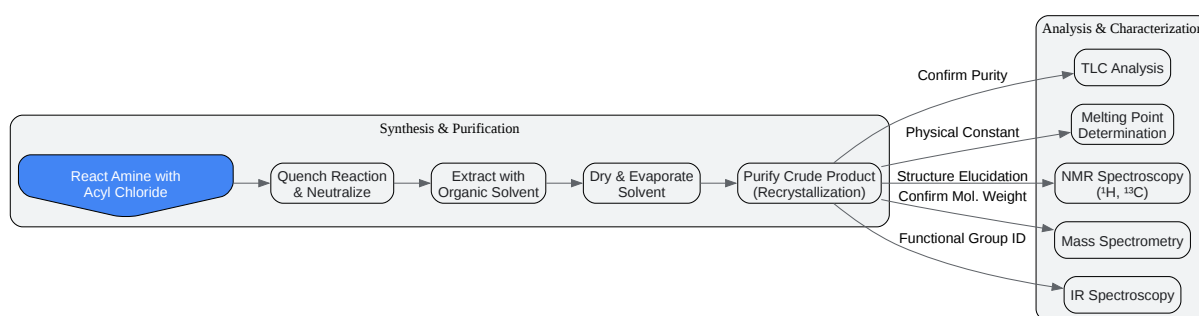 Analysis & Characterization
TLC Analysis
Confirm Purity
Synthesis & Purification
Melting Point
Determination
Physical Constant
React Amine with
Acyl Chloride
Quench Reaction
& Neutralize
Extract with
Organic Solvent
Dry & Evaporate
Solvent
Purify Crude Product
(Recrystallization)
Structure Elucidation
NMR Spectroscopy
(¹H, ¹³C)
Confirm Mol. Weight
Mass Spectrometry
Functional Group ID
IR Spectroscopy